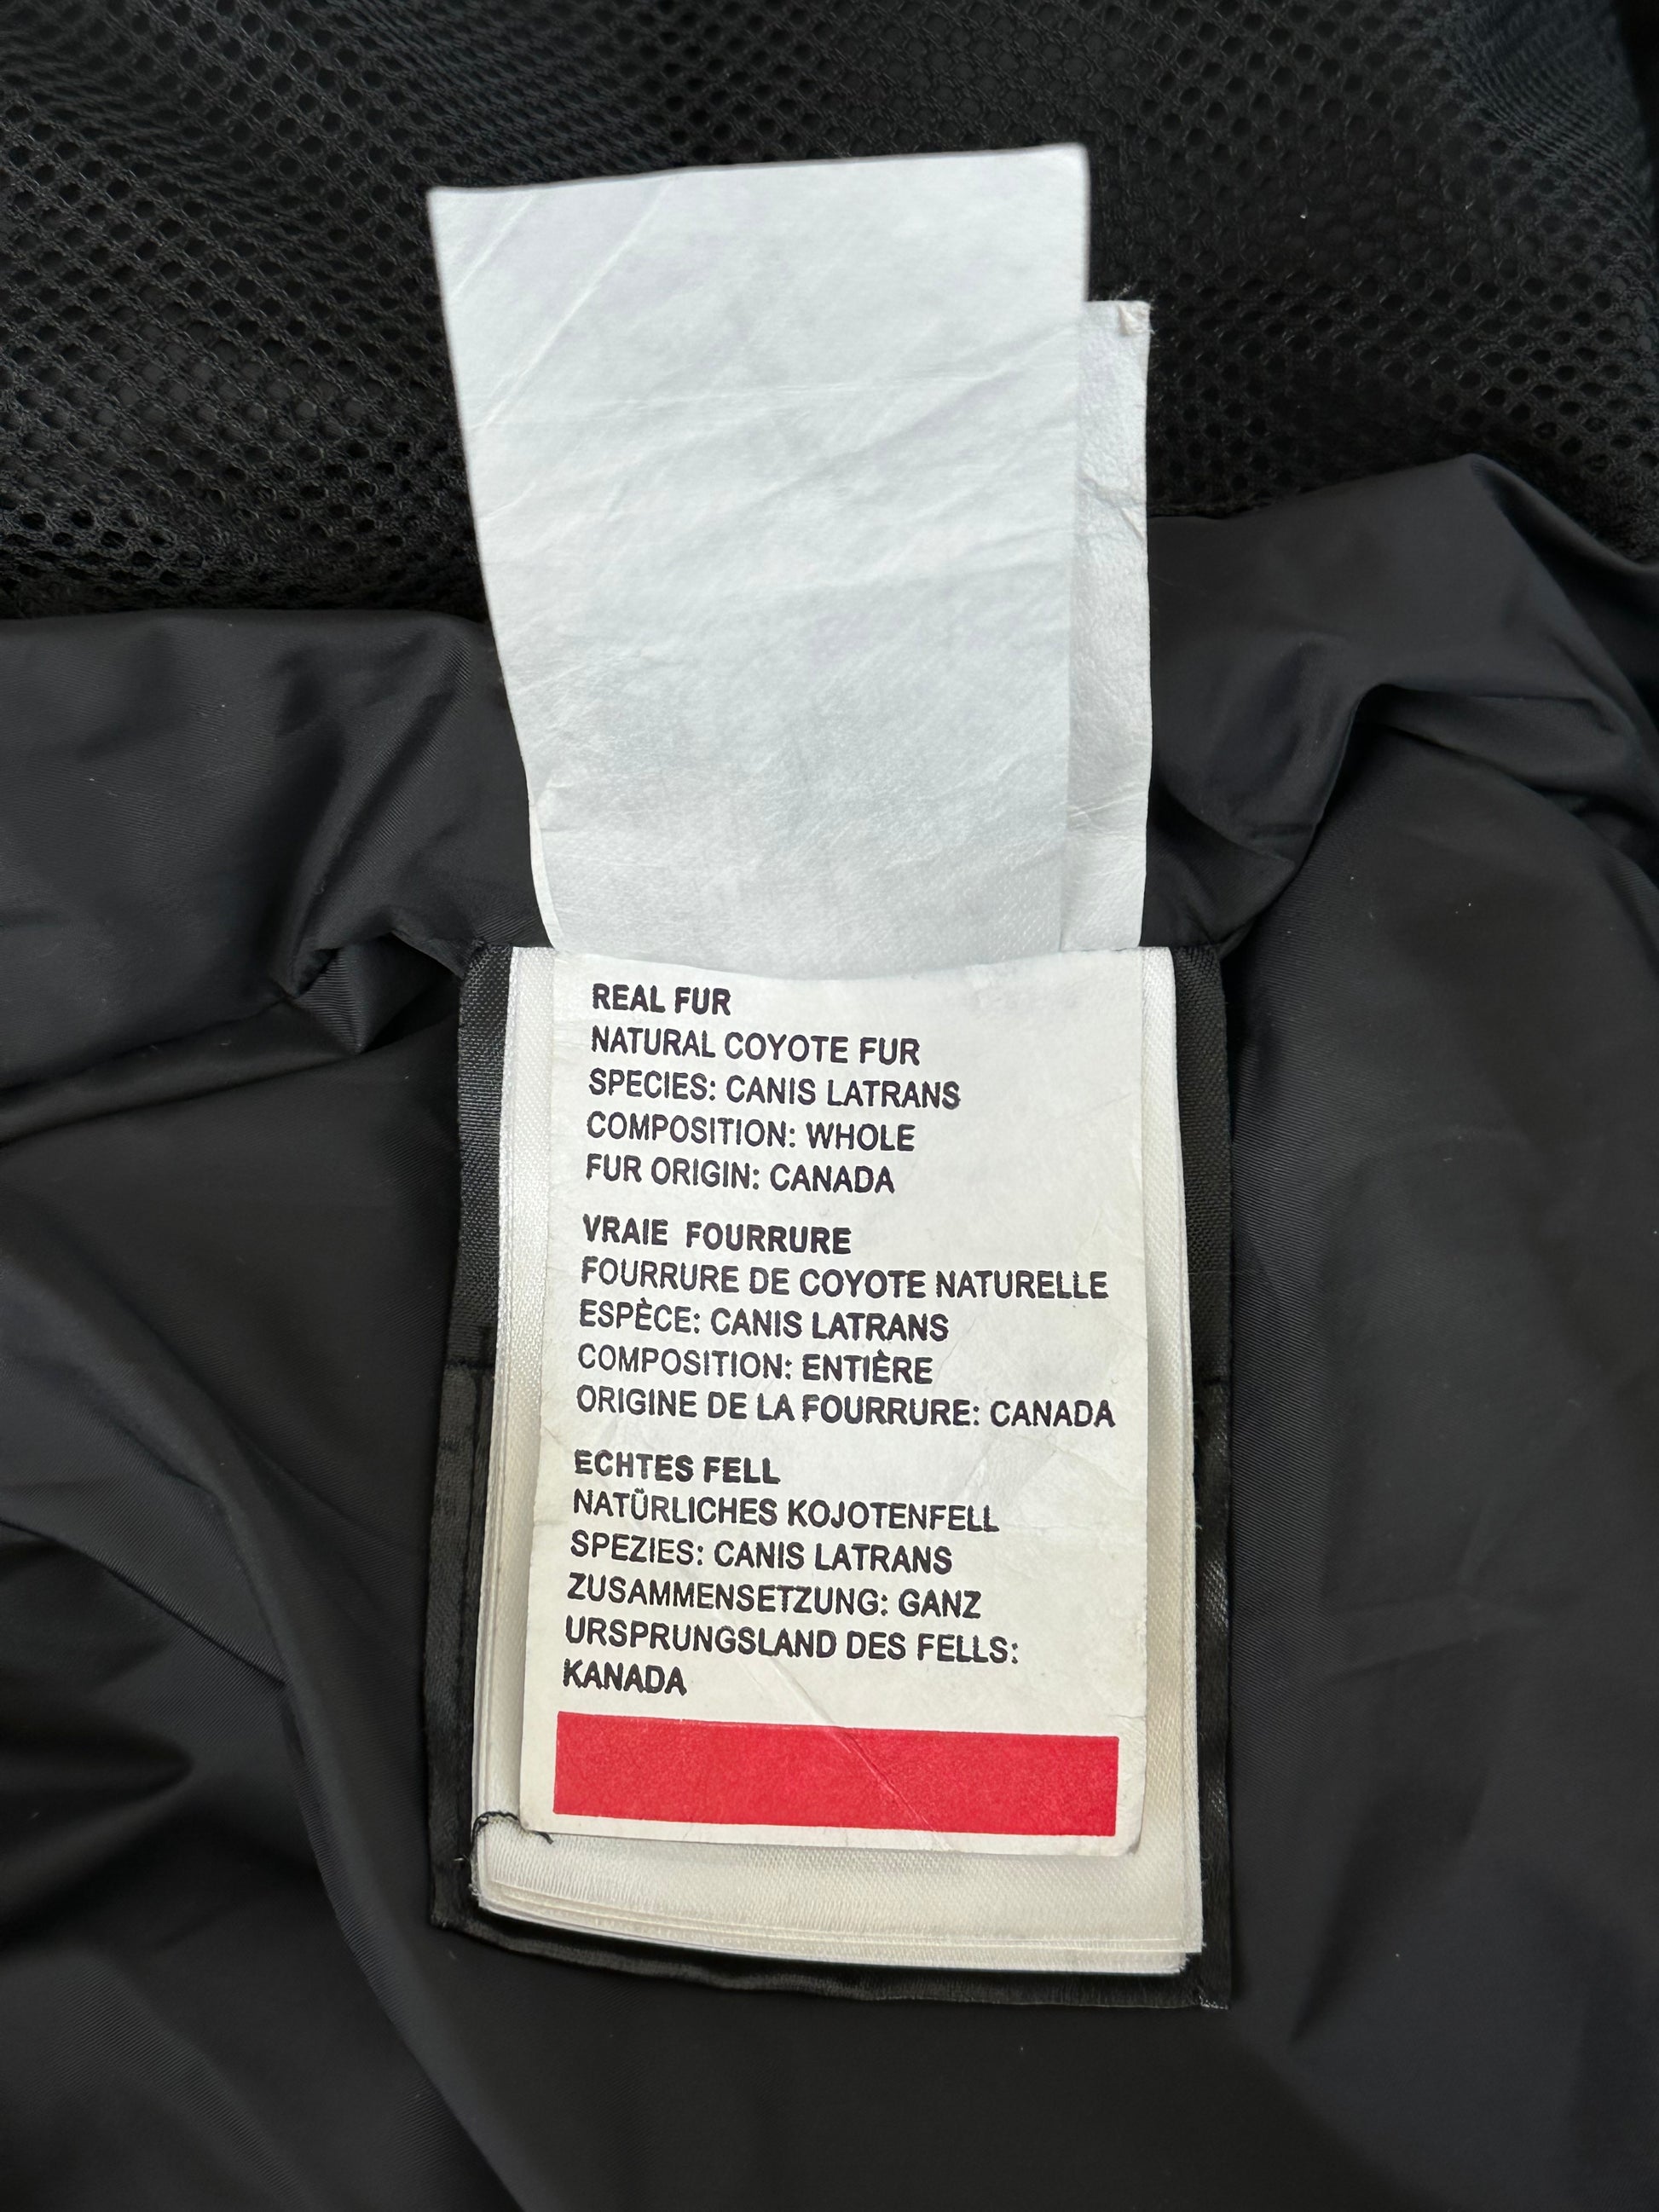 REAL FUR
NATURAL COYOTE FUR
SPECIES: CANIS LATRANS
COMPOSITION: WHOLE
FUR ORIGIN: CANADA
VRAIE FOURRURE
FOURRURE DE COYOTE NATURELLE
ESPÈCE: CANIS LATRANS
COMPOSITION: ENTIÈRE
ORIGINE DE LA FOURRURE: CANADA
ECHTES FELL
NATÜRLICHES KOJOTENFELL
SPEZIES: CANIS LATRANS
ZUSAMMENSETZUNG: GANZ
URSPRUNGSLAND DES FELLS:
KANADA